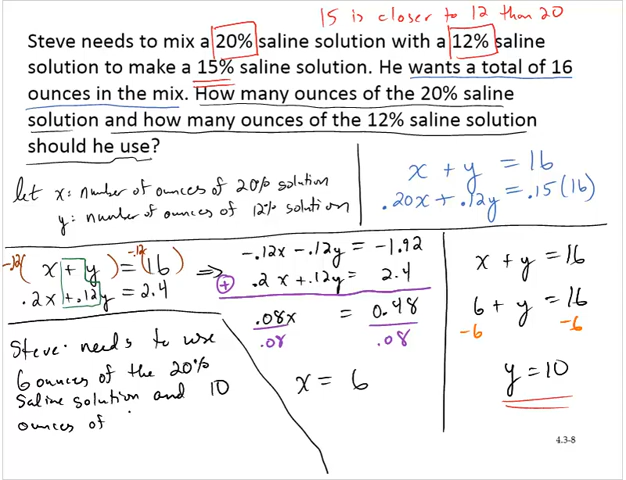 15 is closer to 12 than 20
Steve needs to mix a 20% saline solution with a 12% saline
solution to make a 15% saline solution. He wants a total of 16
ounces in the mix. How many ounces of the 20% saline
solution and how many ounces of the 12% saline solution
should he use?
let x: number of ounces of 20% solution
y: number of ounces of 12% solution
x + y = 16
.20x + .12y = .15(16)
-.12( x + y ) = -.12(16)
.2x + .12y = 2.4
⇒
-.12x - .12y = -1.92
+ .2x + .12y = 2.4
.08x = 0.48
.08 .08
x = 6
x + y = 16
6 + y = 16
-6 -6
y = 10
Steve needs to use
6 ounces of the 20%
saline solution and 10
ounces of
4.3-8